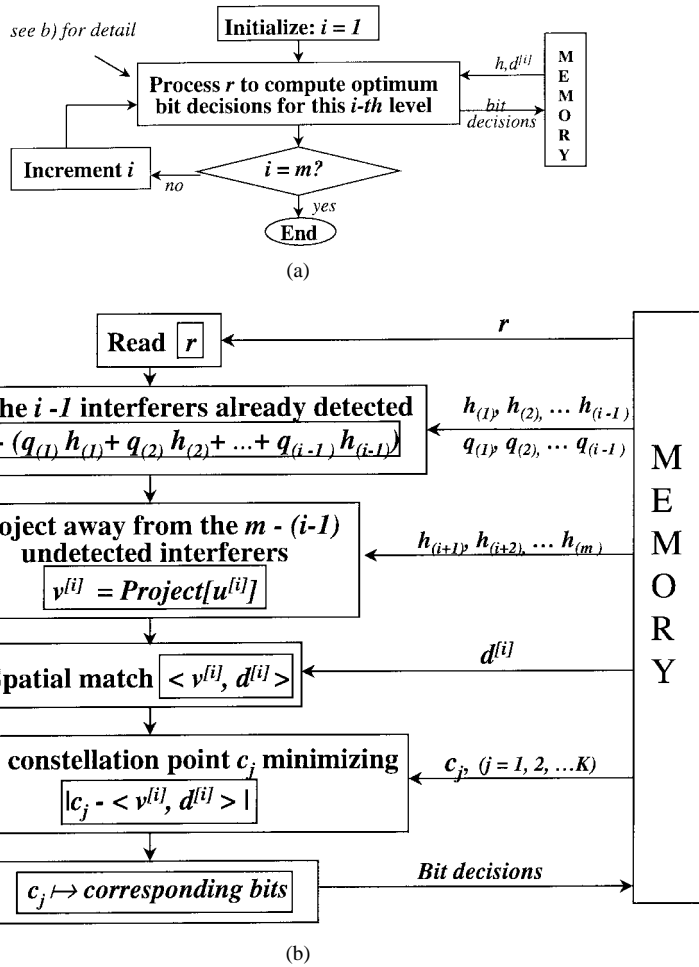 see b) for detail
Initialize: i = 1
Process r to compute optimum
bit decisions for this i-th level
h,d[i]
bit
decisions
M
E
M
O
R
Y
Increment i
no
i = m?
yes
End
(a)
Read r
r
he i -1 interferers already detected
- (q(1) h(1)+ q(2) h(2)+ ...+ q(i-1) h(i-1))
h(1), h(2), ... h(i-1)
q(1), q(2), ... q(i-1)
oject away from the m - (i-1)
undetected interferers
v[i] = Project[u[i]]
h(i+1), h(i+2), ... h(m)
patial match < v[i], d[i] >
d[i]
constellation point cj minimizing
|cj - < v[i], d[i] > |
cj, (j = 1, 2, ...K)
cj ↦ corresponding bits
Bit decisions
M
E
M
O
R
Y
(b)